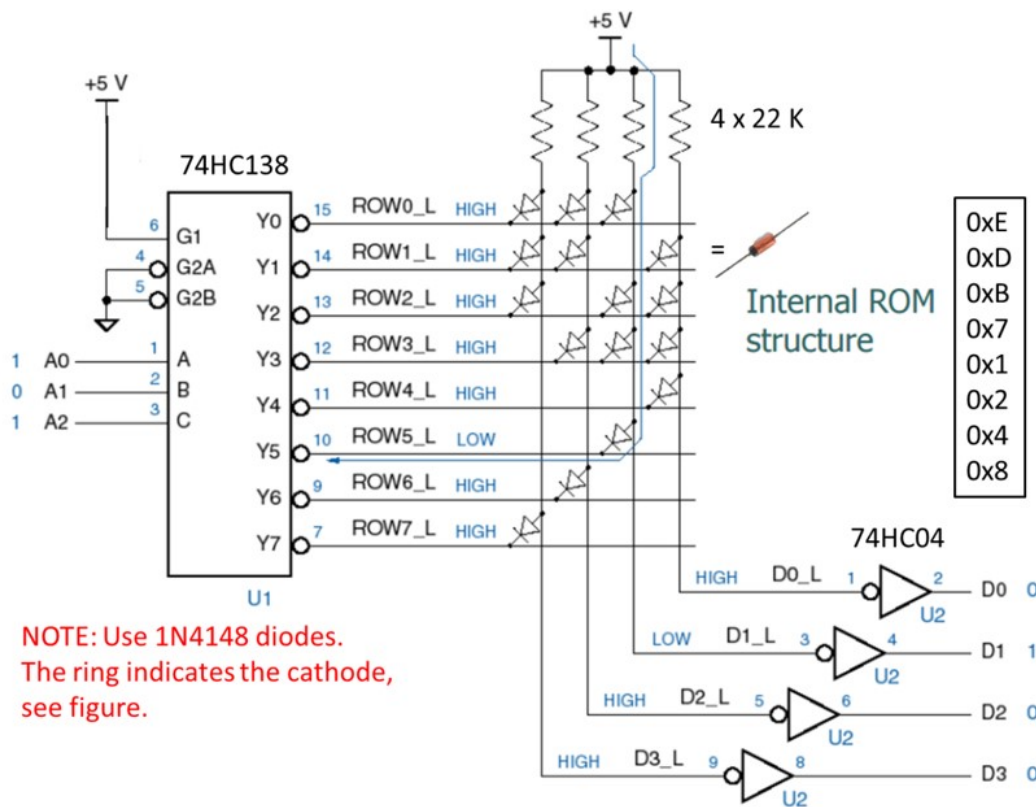 +5 V
+5 V
4 x 22 K
74HC138
6 G1
4 G2A
5 G2B
1 A0 1 A
0 A1 2 B
1 A2 3 C
Y0 15 ROW0_L HIGH
Y1 14 ROW1_L HIGH
Y2 13 ROW2_L HIGH
Y3 12 ROW3_L HIGH
Y4 11 ROW4_L HIGH
Y5 10 ROW5_L LOW
Y6 9 ROW6_L HIGH
Y7 7 ROW7_L HIGH
U1
=
Internal ROM
structure
0xE
0xD
0xB
0x7
0x1
0x2
0x4
0x8
74HC04
HIGH D0_L 1 2 D0 0
U2
LOW D1_L 3 4 D1 1
U2
HIGH D2_L 5 6 D2 0
U2
HIGH D3_L 9 8 D3 0
U2
NOTE: Use 1N4148 diodes.
The ring indicates the cathode,
see figure.